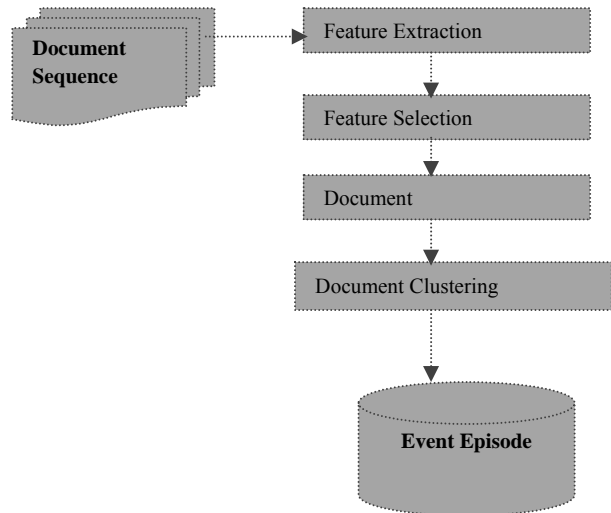 Document
Sequence
Feature Extraction
Feature Selection
Document
Document Clustering
Event Episode